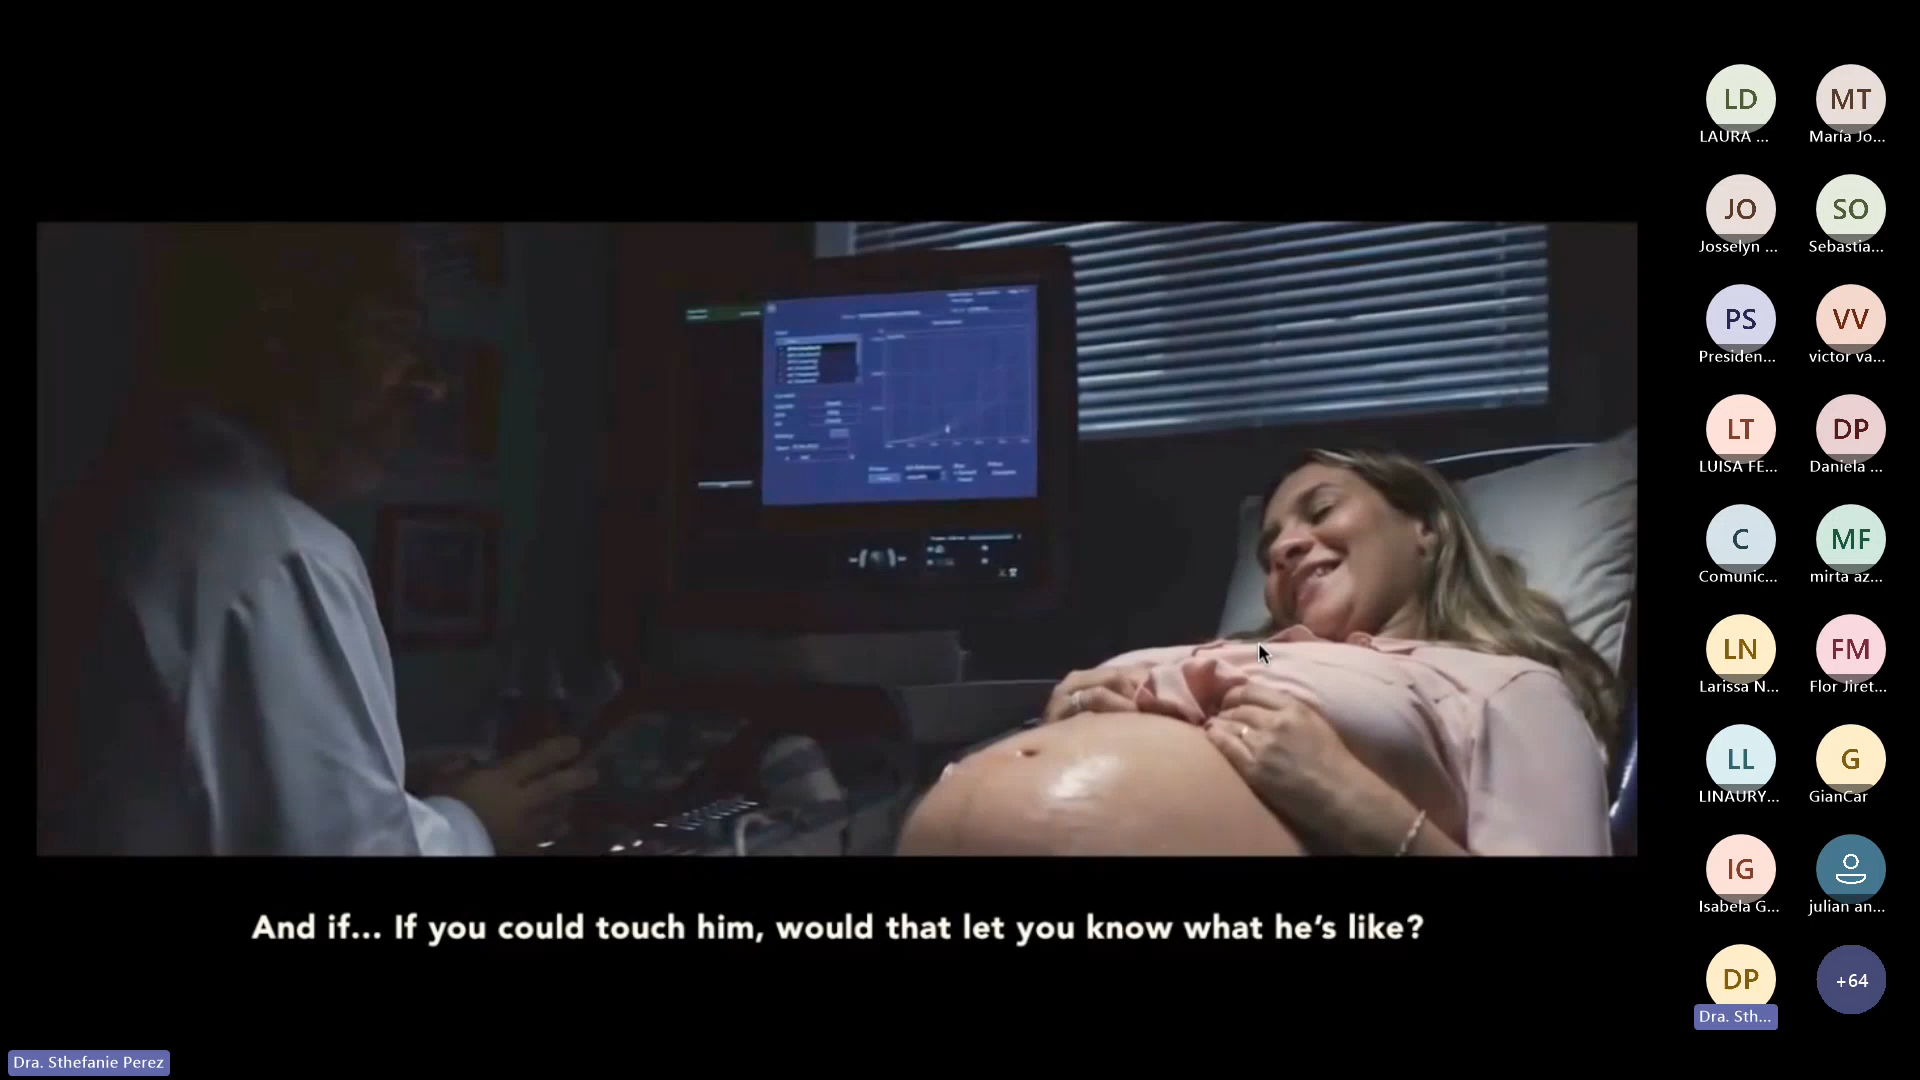 LD
LAURA ...
MT
María Jo...
JO
Josselyn ...
SO
Sebastia...
PS
Presiden...
VV
victor va...
LT
LUISA FE...
DP
Daniela ...
C
Comunic...
MF
mirta az...
LN
Larissa N...
FM
Flor Jiret...
LL
LINAURY...
G
GianCar
IG
Isabela G...
julian an...
DP
Dra. Sth...
+64
And if... If you could touch him, would that let you know what he's like?
Dra. Sthefanie Perez